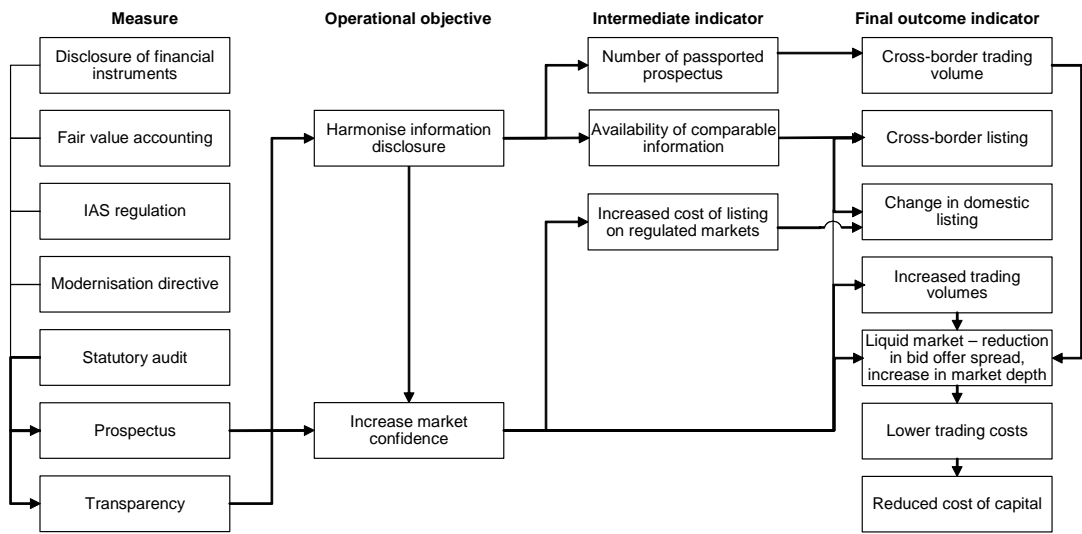 Measure
Operational objective
Intermediate indicator
Final outcome indicator
Disclosure of financial
instruments
Fair value accounting
IAS regulation
Modernisation directive
Statutory audit
Prospectus
Transparency
Harmonise information
disclosure
Increase market
confidence
Number of passported
prospectus
Availability of comparable
information
Increased cost of listing
on regulated markets
Cross-border trading
volume
Cross-border listing
Change in domestic
listing
Increased trading
volumes
Liquid market – reduction
in bid offer spread,
increase in market depth
Lower trading costs
Reduced cost of capital